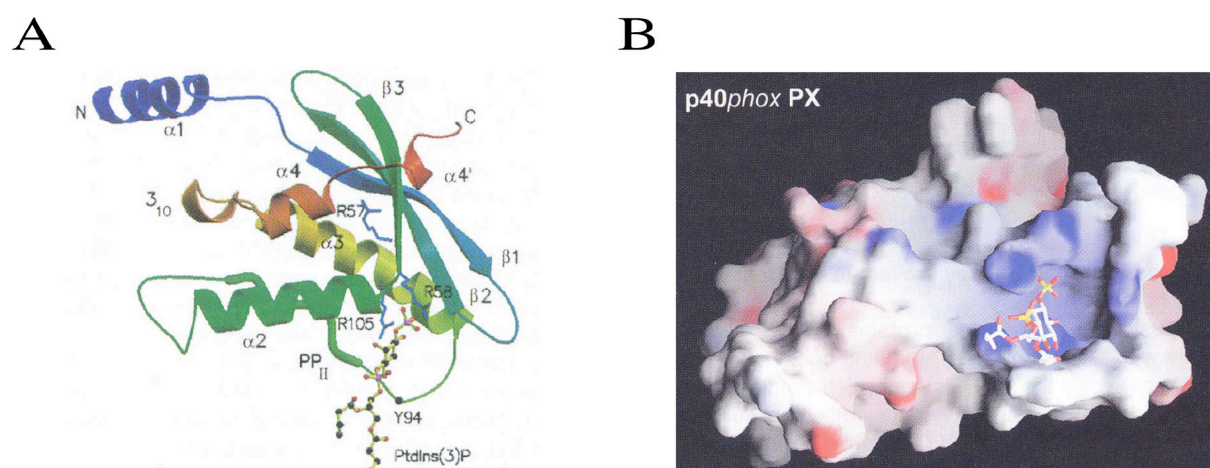 A
B
N
α1
β3
C
α4
α4'
3₁₀
R57
α3
β1
R58
β2
R105
α2
PP_II
Y94
PtdIns(3)P
p40phox PX